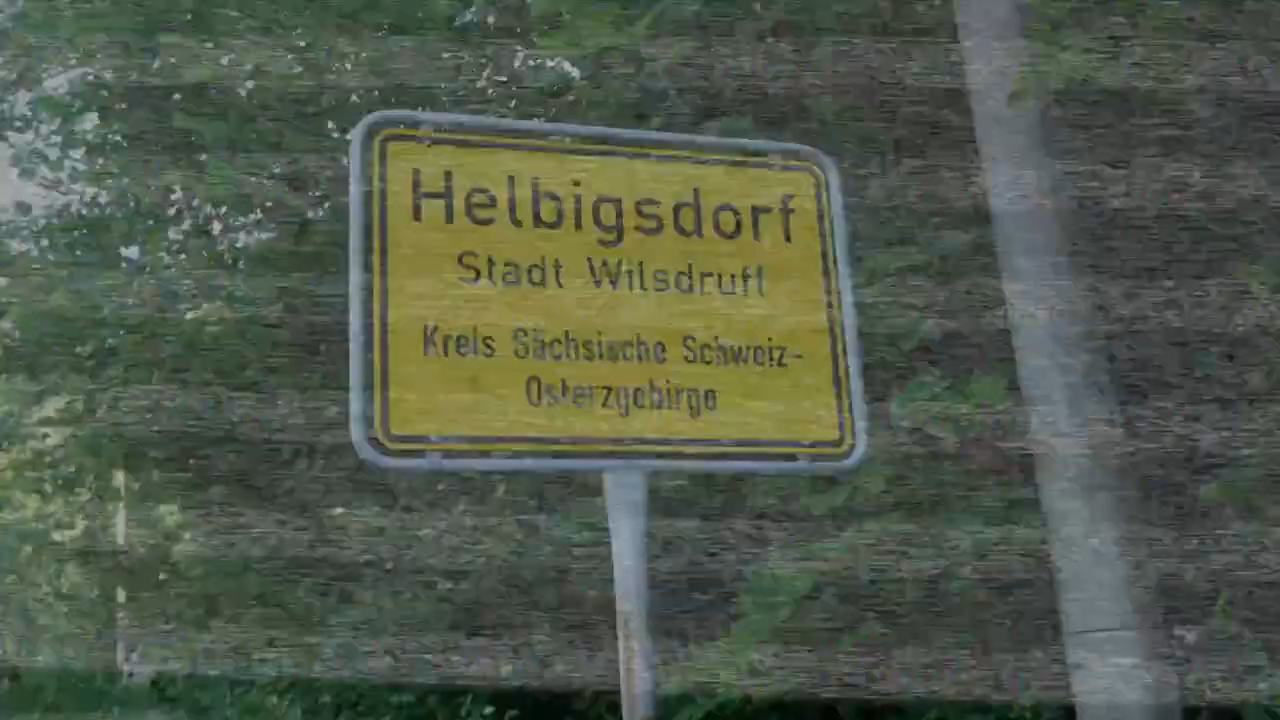 Helbigsdorf
Stadt Wilsdruff
Kreis Sächsische Schweiz-
Osterzgebirge